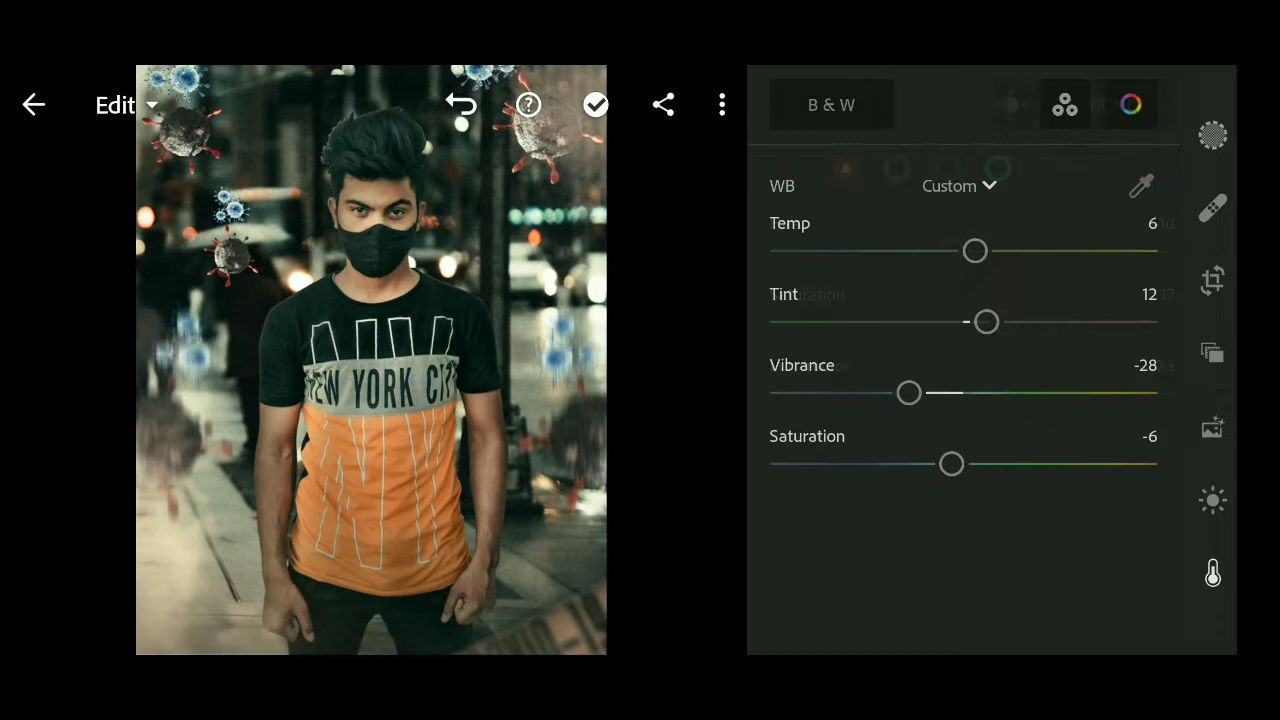 Edit
B & W
WB
Custom
Temp
6
Tint
12
Vibrance
-28
Saturation
-6
NEW YORK CITY